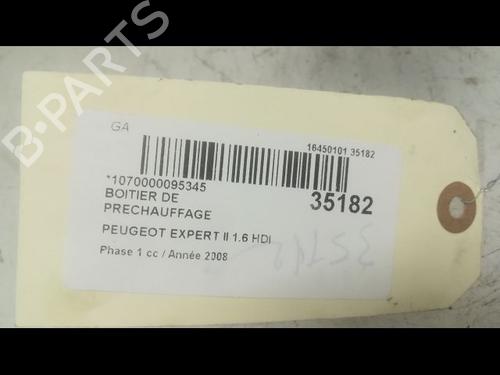 B-PARTS
GA
16450101 35182
*1070000095345
35182
BOITIER DE
PRECHAUFFAGE
PEUGEOT EXPERT II 1.6 HDI
Phase 1 cc / Année 2008